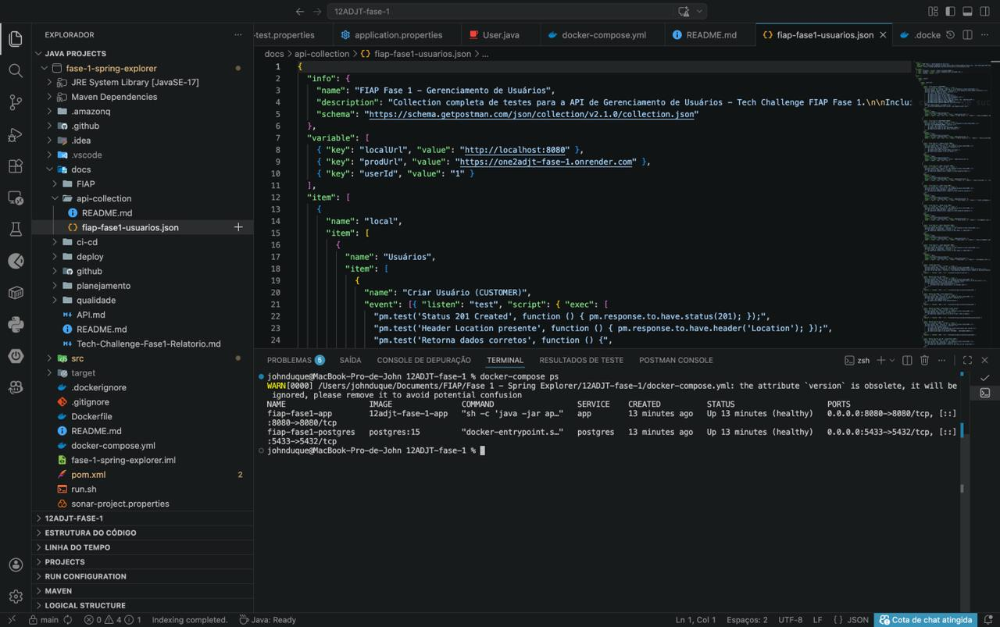 12ADJT-fase-1
EXPLORADOR
JAVA PROJECTS
fase-1-spring-explorer
JRE System Library [JavaSE-17]
Maven Dependencies
.amazonq
.github
.idea
.vscode
docs
FIAP
api-collection
README.md
fiap-fase1-usuarios.json
ci-cd
deploy
github
planejamento
qualidade
API.md
README.md
Tech-Challenge-Fase1-Relatorio.md
src
target
.dockerignore
.gitignore
Dockerfile
README.md
docker-compose.yml
fase-1-spring-explorer.iml
pom.xml 2
run.sh
sonar-project.properties
12ADJT-FASE-1
ESTRUTURA DO CÓDIGO
LINHA DO TEMPO
PROJECTS
RUN CONFIGURATION
MAVEN
LOGICAL STRUCTURE
-test.properties application.properties User.java docker-compose.yml README.md fiap-fase1-usuarios.json .docke
docs > api-collection > {} fiap-fase1-usuarios.json > ...
1 {
2 "info": {
3 "name": "FIAP Fase 1 - Gerenciamento de Usuários",
4 "description": "Collection completa de testes para a API de Gerenciamento de Usuários - Tech Challenge FIAP Fase 1.\n\nInclui
5 "schema": "https://schema.getpostman.com/json/collection/v2.1.0/collection.json"
6 },
7 "variable": [
8 { "key": "localUrl", "value": "http://localhost:8080" },
9 { "key": "prodUrl", "value": "https://one2adjt-fase-1.onrender.com" },
10 { "key": "userId", "value": "1" }
11 ],
12 "item": [
13 {
14 "name": "local",
15 "item": [
16 {
17 "name": "Usuários",
18 "item": [
19 {
20 "name": "Criar Usuário (CUSTOMER)",
21 "event": [{ "listen": "test", "script": { "exec": [
22 "pm.test('Status 201 Created', function () { pm.response.to.have.status(201); });",
23 "pm.test('Header Location presente', function () { pm.response.to.have.header('Location'); });",
24 "pm.test('Retorna dados corretos', function () {",
PROBLEMAS 5 SAÍDA CONSOLE DE DEPURAÇÃO TERMINAL RESULTADOS DE TESTE POSTMAN CONSOLE zsh
johnduque@MacBook-Pro-de-John 12ADJT-fase-1 % docker-compose ps
WARN[0000] /Users/johnduque/Documents/FIAP/Fase 1 - Spring Explorer/12ADJT-fase-1/docker-compose.yml: the attribute `version` is obsolete, it will be
ignored, please remove it to avoid potential confusion
NAME IMAGE COMMAND SERVICE CREATED STATUS PORTS
fiap-fase1-app 12adjt-fase-1-app "sh -c 'java -jar ap…" app 13 minutes ago Up 13 minutes (healthy) 0.0.0.0:8080->8080/tcp, [::]
:8080->8080/tcp
fiap-fase1-postgres postgres:15 "docker-entrypoint.s…" postgres 13 minutes ago Up 13 minutes (healthy) 0.0.0.0:5433->5432/tcp, [::]
:5433->5432/tcp
johnduque@MacBook-Pro-de-John 12ADJT-fase-1 %
main 0 4 1 Indexing completed. Java: Ready Ln 1, Col 1 Espaços: 2 UTF-8 LF {} JSON Cota de chat atingida